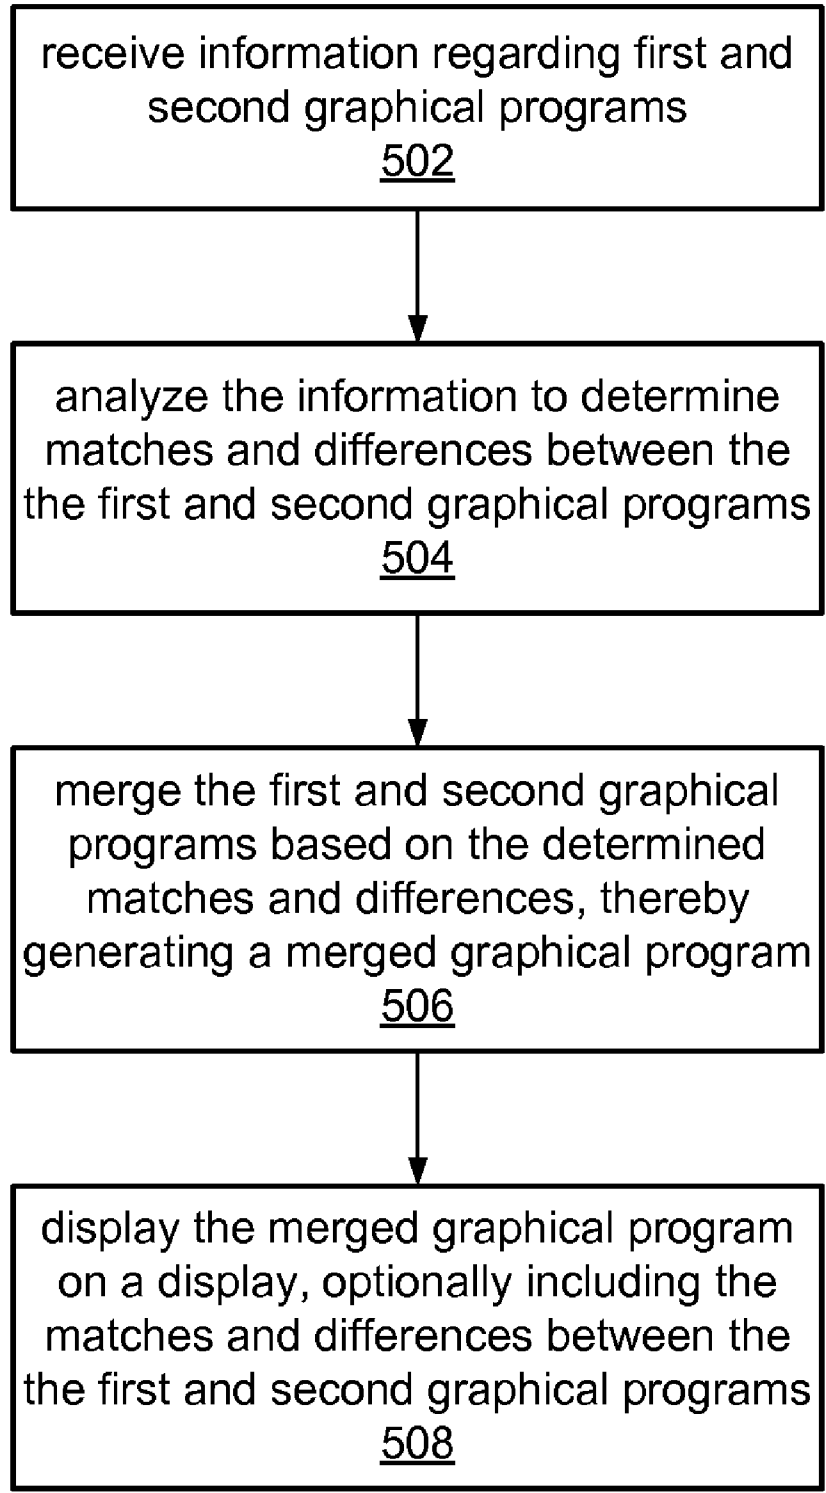 receive information regarding first and
second graphical programs
502
analyze the information to determine
matches and differences between the
the first and second graphical programs
504
merge the first and second graphical
programs based on the determined
matches and differences, thereby
generating a merged graphical program
506
display the merged graphical program
on a display, optionally including the
matches and differences between the
the first and second graphical programs
508